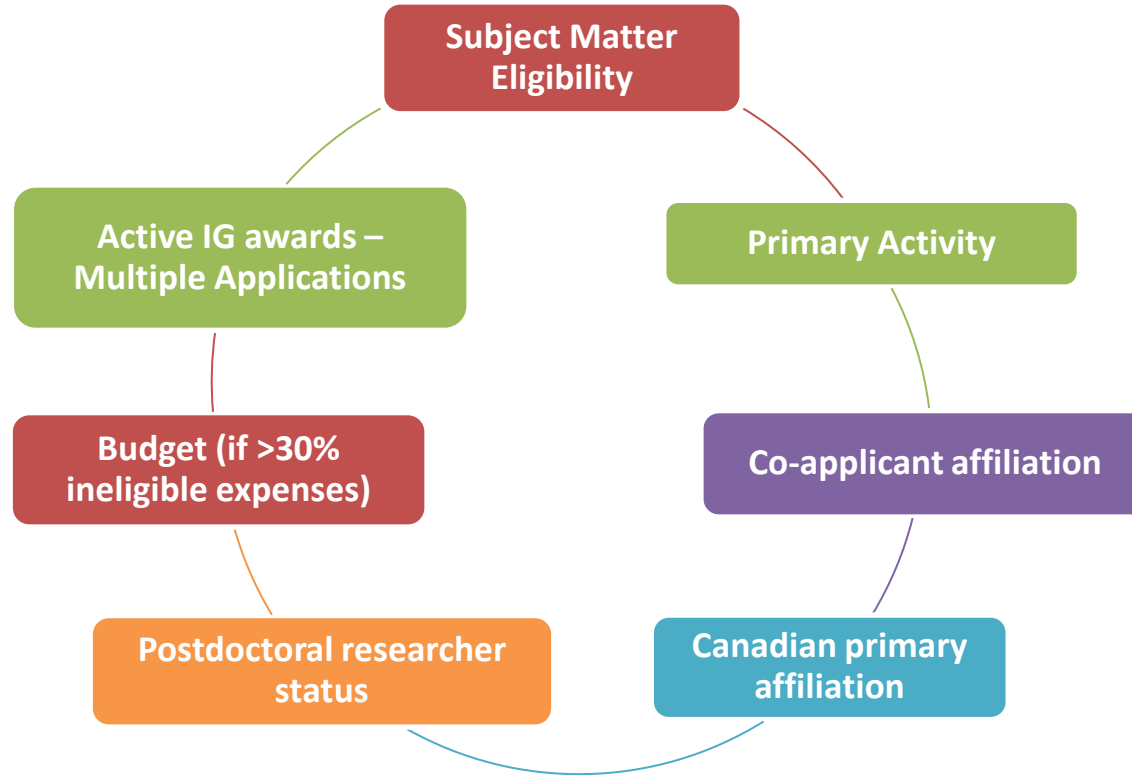 Subject Matter
Eligibility
Primary Activity
Co-applicant affiliation
Canadian primary
affiliation
Postdoctoral researcher
status
Budget (if >30%
ineligible expenses)
Active IG awards –
Multiple Applications